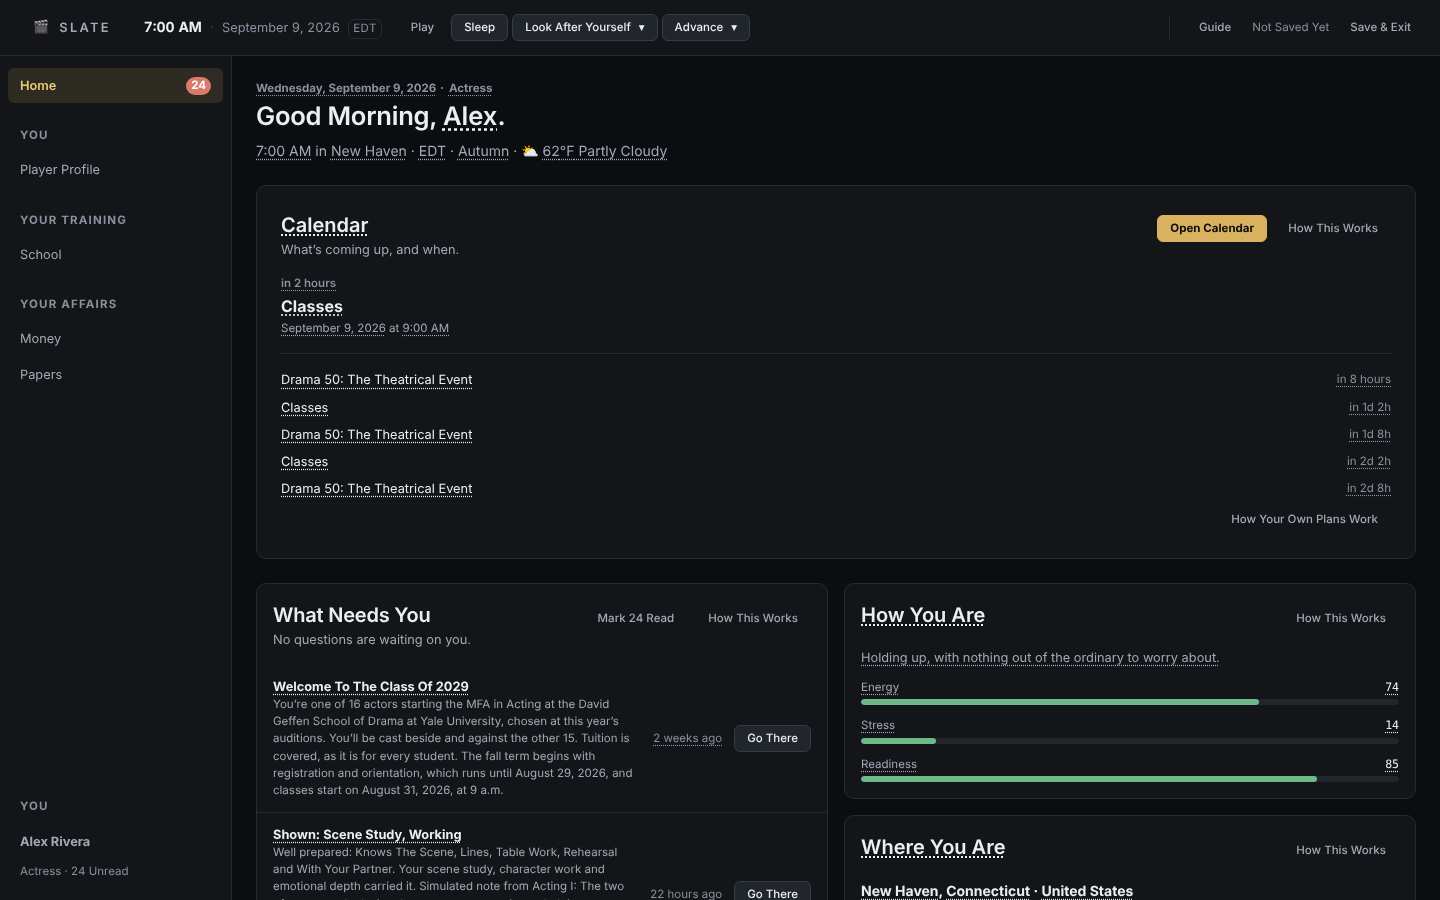 SLATE
7:00 AM · September 9, 2026 EDT
Play
Sleep
Look After Yourself ▾
Advance ▾
Guide
Not Saved Yet
Save & Exit
Home
24
YOU
Player Profile
YOUR TRAINING
School
YOUR AFFAIRS
Money
Papers
YOU
Alex Rivera
Actress · 24 Unread
Wednesday, September 9, 2026 · Actress
Good Morning, Alex.
7:00 AM in New Haven · EDT · Autumn · 62°F Partly Cloudy
Calendar
What's coming up, and when.
Open Calendar
How This Works
in 2 hours
Classes
September 9, 2026 at 9:00 AM
Drama 50: The Theatrical Event
in 8 hours
Classes
in 1d 2h
Drama 50: The Theatrical Event
in 1d 8h
Classes
in 2d 2h
Drama 50: The Theatrical Event
in 2d 8h
How Your Own Plans Work
What Needs You
Mark 24 Read
How This Works
No questions are waiting on you.
Welcome To The Class Of 2029
You're one of 16 actors starting the MFA in Acting at the David
Geffen School of Drama at Yale University, chosen at this year's
auditions. You'll be cast beside and against the other 15. Tuition is
covered, as it is for every student. The fall term begins with
registration and orientation, which runs until August 29, 2026, and
classes start on August 31, 2026, at 9 a.m.
2 weeks ago
Go There
Shown: Scene Study, Working
Well prepared: Knows The Scene, Lines, Table Work, Rehearsal
and With Your Partner. Your scene study, character work and
emotional depth carried it. Simulated note from Acting I: The two
22 hours ago
Go There
How You Are
How This Works
Holding up, with nothing out of the ordinary to worry about.
Energy
74
Stress
14
Readiness
85
Where You Are
How This Works
New Haven, Connecticut · United States